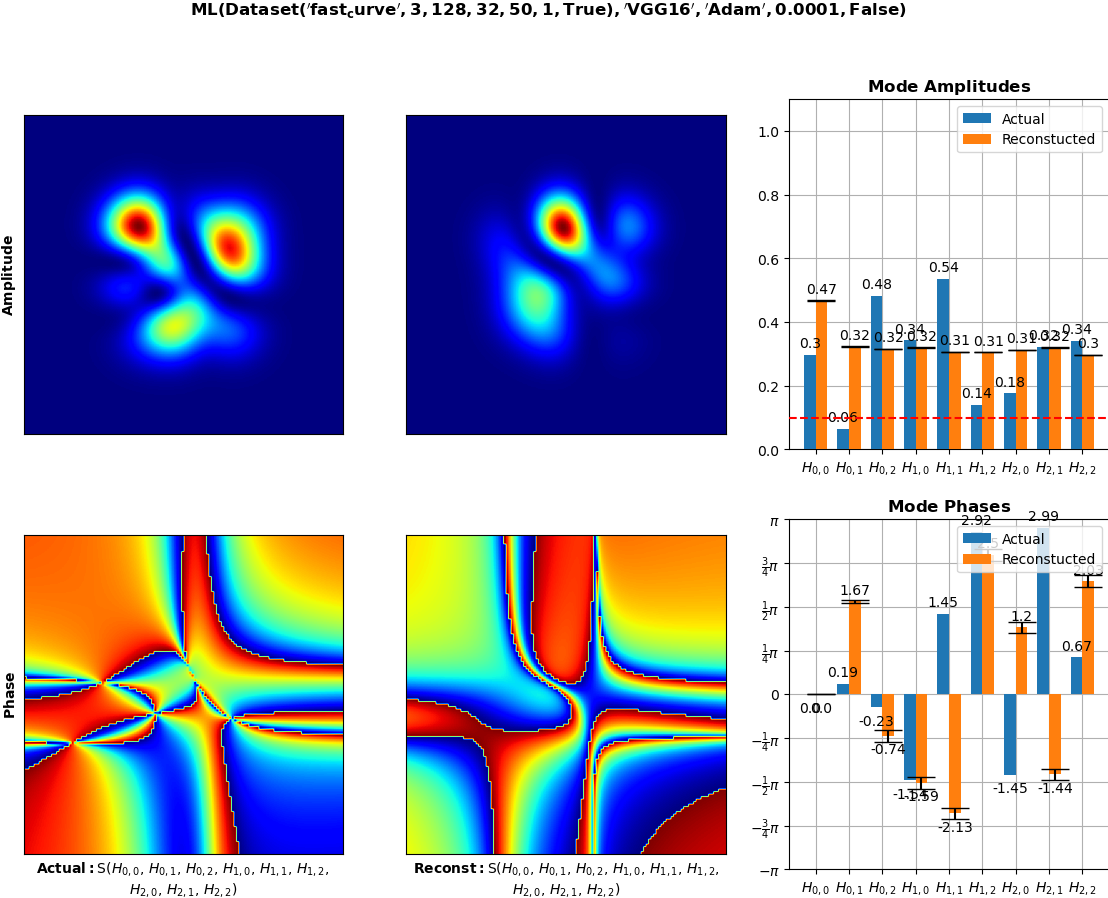 ML(Dataset('fast_curve', 3, 128, 32, 50, 1, True), 'VGG16', 'Adam', 0.0001, False)
Amplitude
Mode Amplitudes
Actual
Reconstucted
1.0
0.8
0.6
0.4
0.2
0.0
0.3
0.47
0.06
0.32
0.48
0.32
0.34
0.32
0.54
0.31
0.14
0.31
0.18
0.31
0.32
0.32
0.34
0.3
H0,0 H0,1 H0,2 H1,0 H1,1 H1,2 H2,0 H2,1 H2,2
Phase
Mode Phases
Actual
Reconstucted
π
3/4π
1/2π
1/4π
0
−1/4π
−1/2π
−3/4π
−π
0.0
0.0
0.19
1.67
-0.23
-0.74
-1.59
1.45
-2.13
2.92
-1.45
1.2
2.99
-1.44
0.67
2.03
H0,0 H0,1 H0,2 H1,0 H1,1 H1,2 H2,0 H2,1 H2,2
Actual: S(H0,0, H0,1, H0,2, H1,0, H1,1, H1,2,
H2,0, H2,1, H2,2)
Reconst: S(H0,0, H0,1, H0,2, H1,0, H1,1, H1,2,
H2,0, H2,1, H2,2)